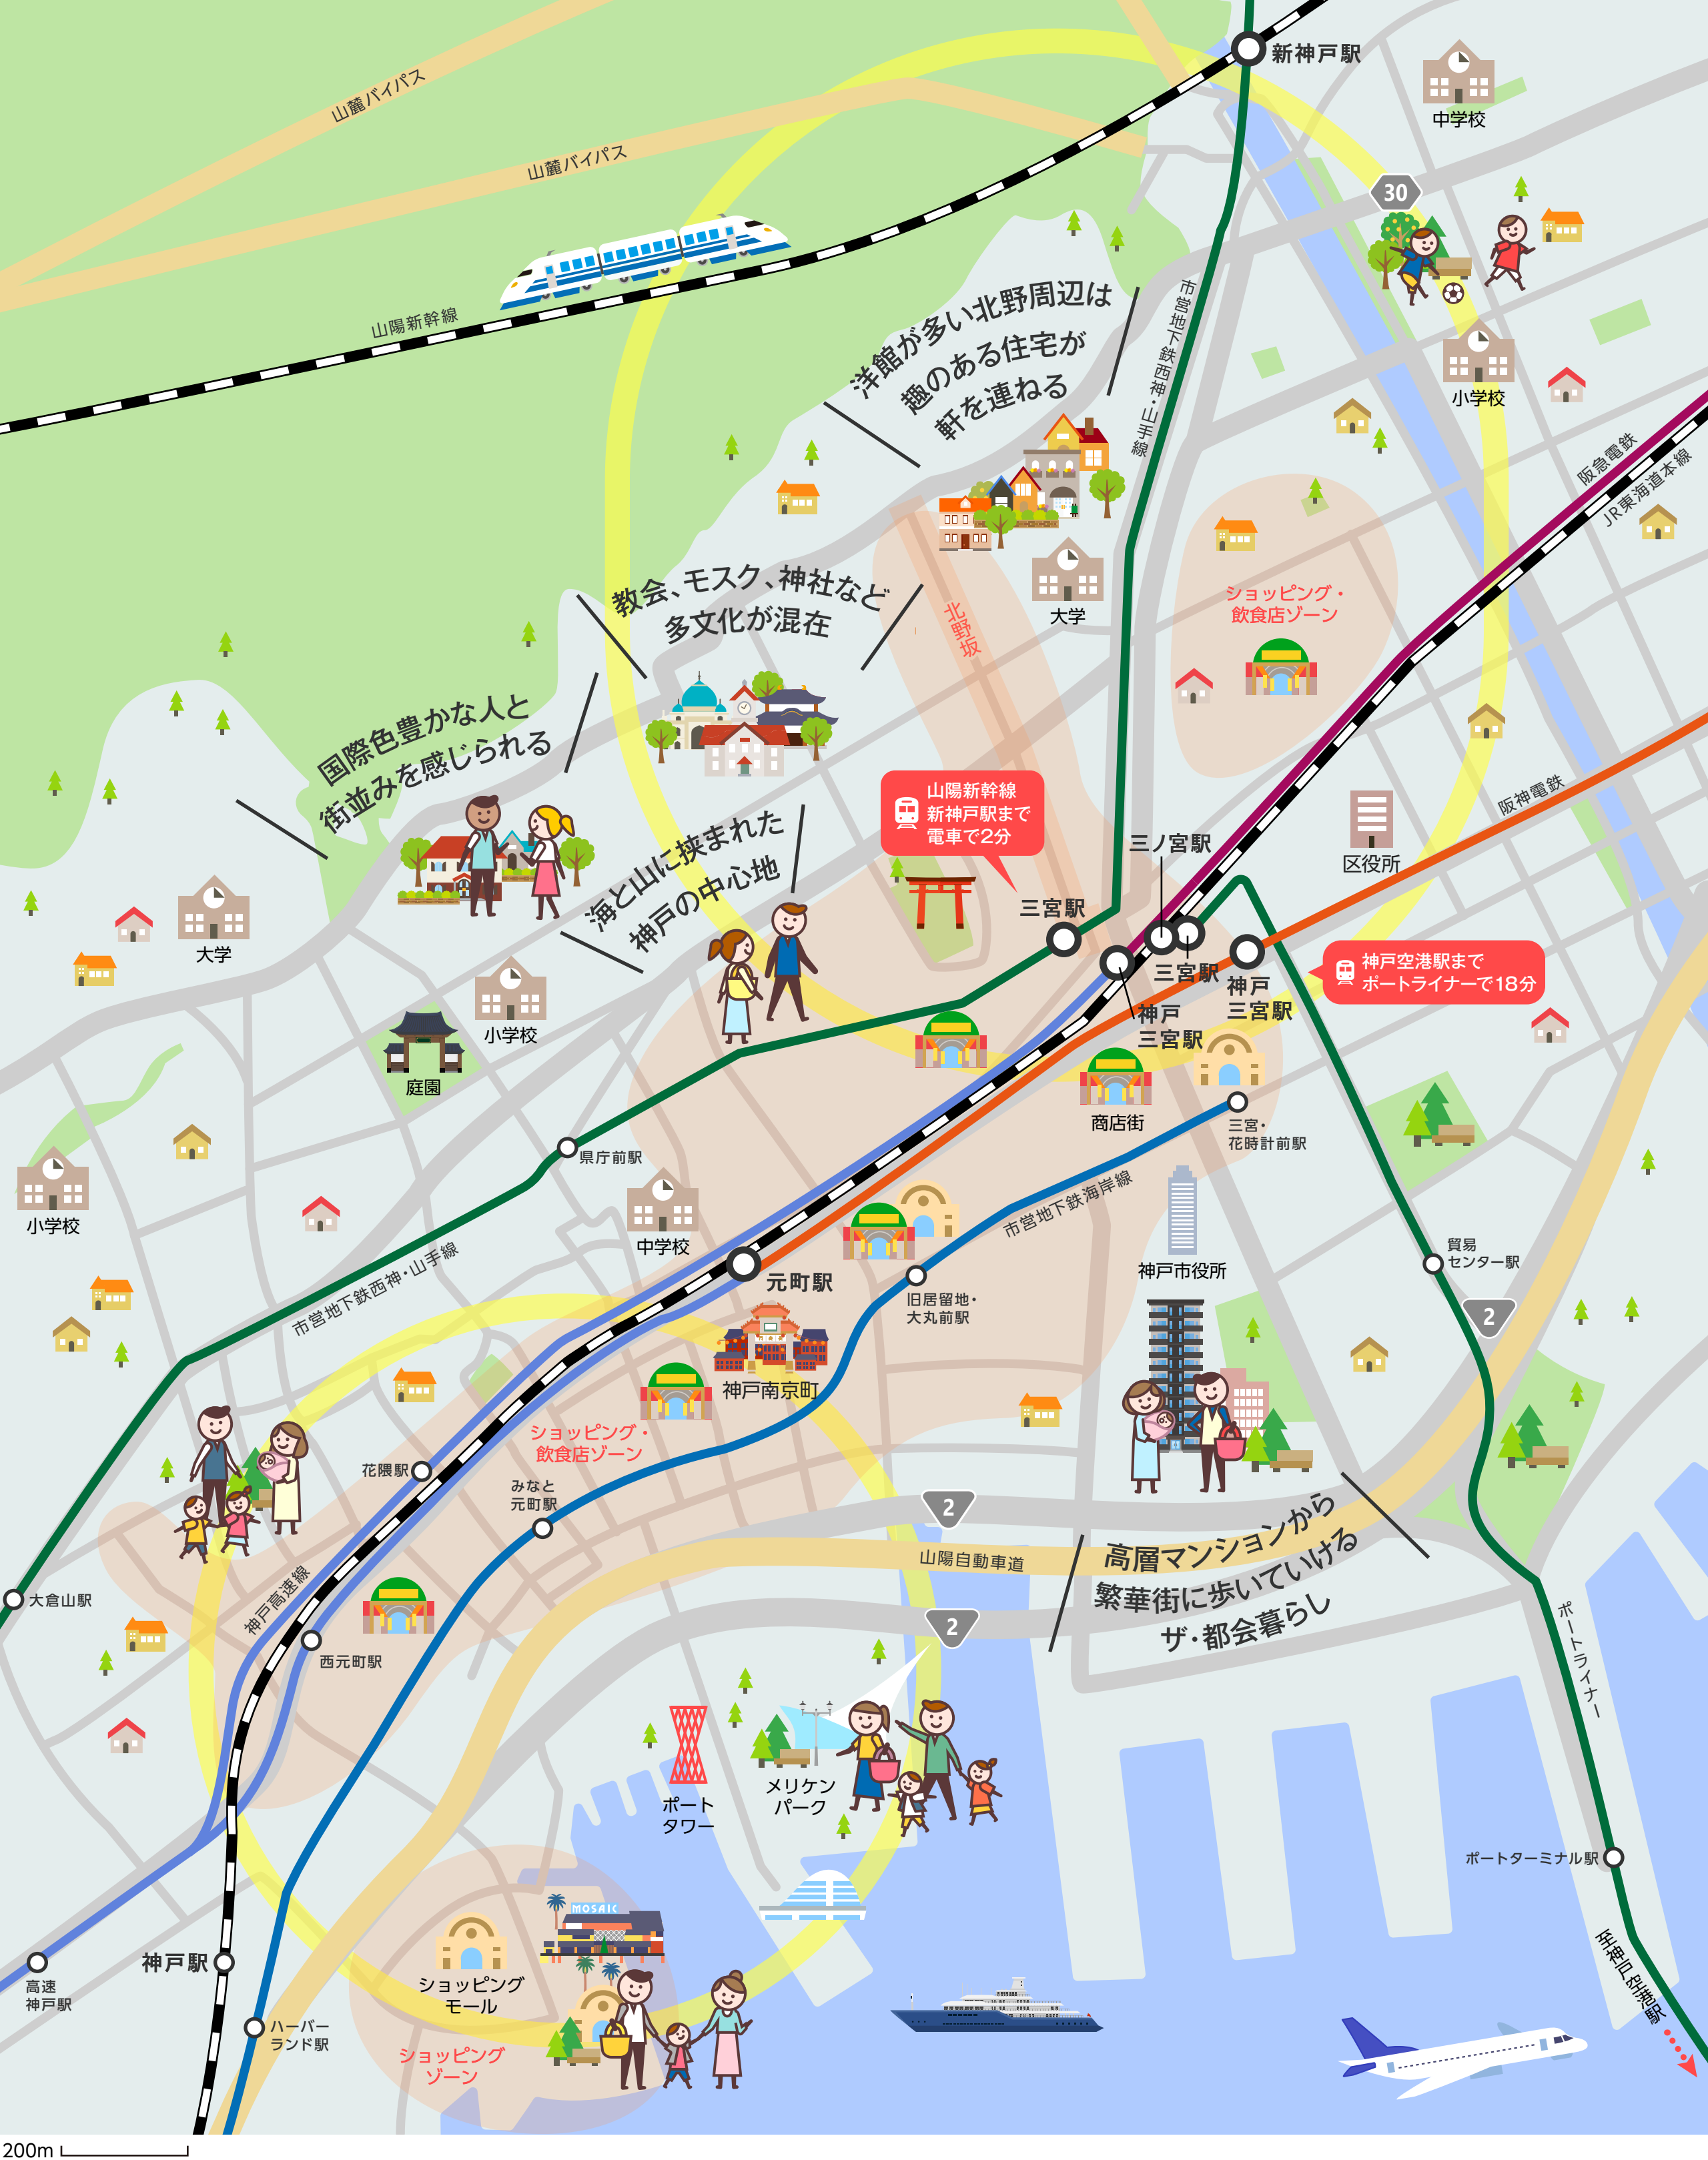 新神戸駅
中学校
山麓バイパス
山麓バイパス
30
山陽新幹線
洋館が多い北野周辺は
趣のある住宅が
軒を連ねる
市営地下鉄西神・山手線
小学校
阪急電鉄
JR東海道本線
大学
ショッピング・
飲食店ゾーン
北野坂
教会、モスク、神社など
多文化が混在
国際色豊かな人と
街並みを感じられる
海と山に挟まれた
神戸の中心地
山陽新幹線
新神戸駅まで
電車で2分
三ノ宮駅
区役所
阪神電鉄
三宮駅
三宮駅
神戸
三宮駅
神戸
三宮駅
神戸空港駅まで
ポートライナーで18分
大学
小学校
庭園
商店街
三宮・
花時計前駅
県庁前駅
小学校
中学校
市営地下鉄海岸線
市営地下鉄西神・山手線
神戸市役所
貿易
センター駅
元町駅
旧居留地・
大丸前駅
2
神戸南京町
ショッピング・
飲食店ゾーン
花隈駅
みなと
元町駅
2
山陽自動車道
高層マンションから
繁華街に歩いていける
ザ・都会暮らし
大倉山駅
神戸高速線
西元町駅
2
ポートライナー
ポート
タワー
メリケン
パーク
ポートターミナル駅
MOSAIC
神戸駅
ショッピング
モール
高速
神戸駅
ハーバー
ランド駅
ショッピング
ゾーン
至神戸空港駅
200m